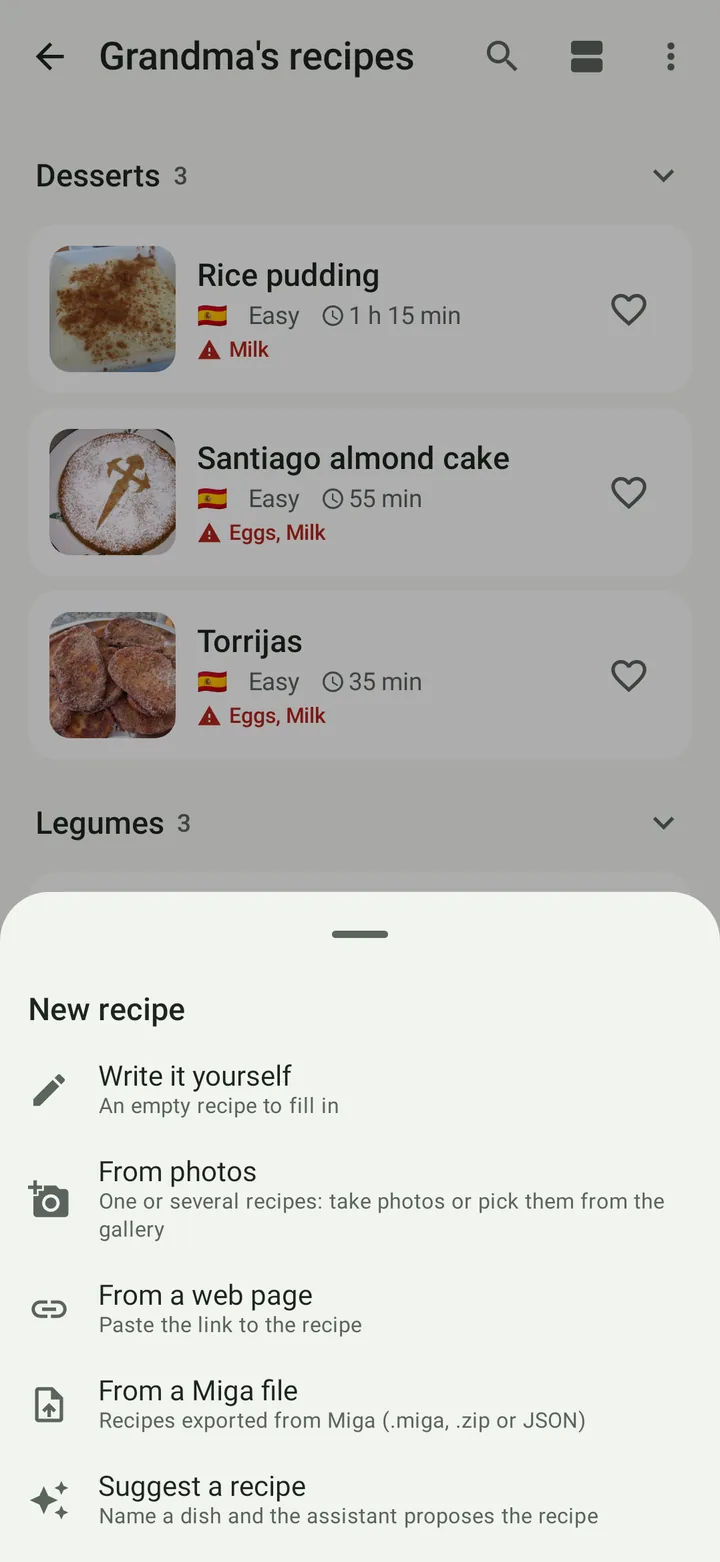 Grandma's recipes
Desserts 3
Rice pudding
Easy 1 h 15 min
Milk
Santiago almond cake
Easy 55 min
Eggs, Milk
Torrijas
Easy 35 min
Eggs, Milk
Legumes 3
New recipe
Write it yourself
An empty recipe to fill in
From photos
One or several recipes: take photos or pick them from the
gallery
From a web page
Paste the link to the recipe
From a Miga file
Recipes exported from Miga (.miga, .zip or JSON)
Suggest a recipe
Name a dish and the assistant proposes the recipe